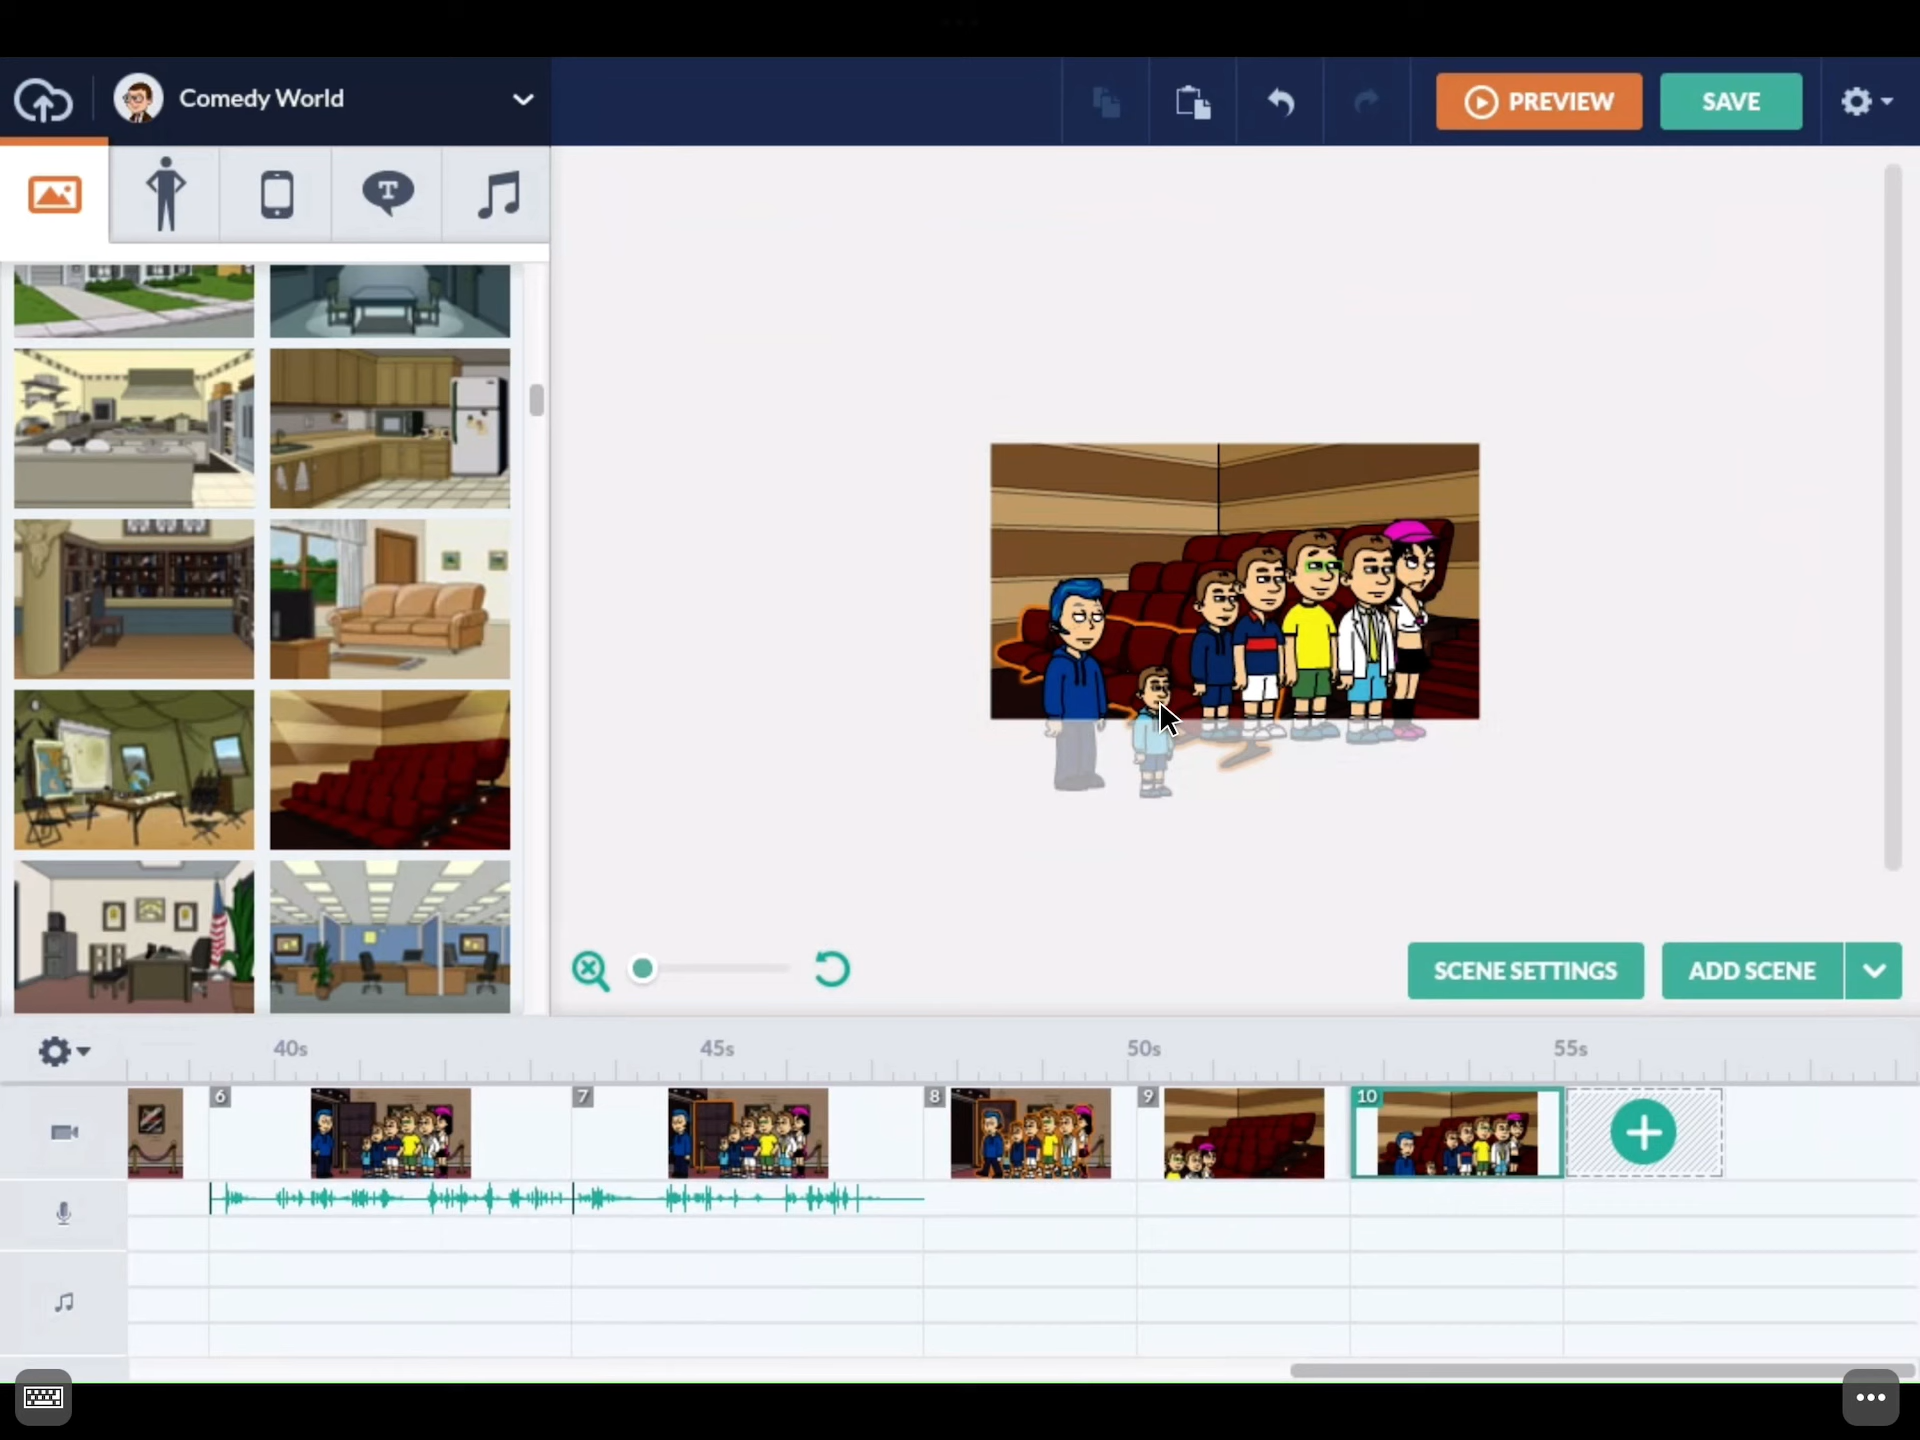 Comedy World
PREVIEW
SAVE
T
SCENE SETTINGS
ADD SCENE
40s
45s
50s
55s
6
7
8
9
10